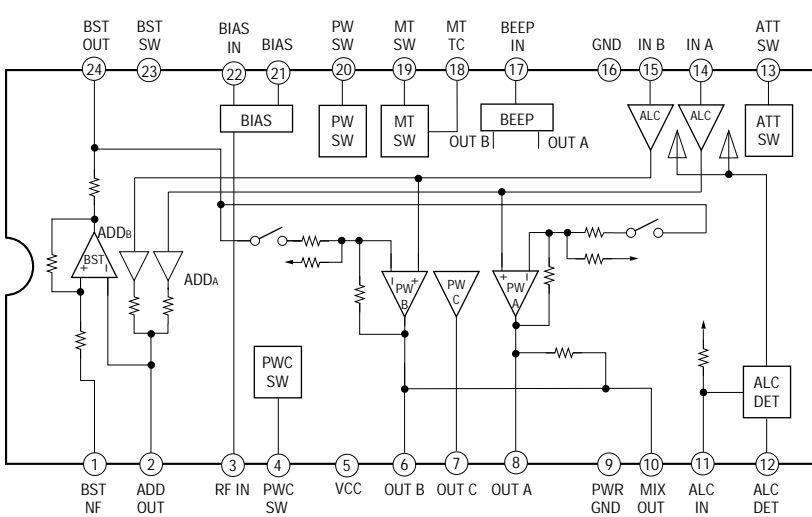 BST OUT
BST SW
BIAS IN
BIAS
PW SW
MT SW
MT TC
BEEP IN
GND
IN B
IN A
ATT SW
24
23
22
21
20
19
18
17
16
15
14
13
BIAS
PW SW
MT SW
BEEP
OUT B
OUT A
ALC
ALC
ATT SW
ADDB
BST
+
−
ADDA
− +
PW B
PW C
+ −
PW A
PWC SW
ALC DET
1
2
3
4
5
6
7
8
9
10
11
12
BST NF
ADD OUT
RF IN
PWC SW
VCC
OUT B
OUT C
OUT A
PWR GND
MIX OUT
ALC IN
ALC DET